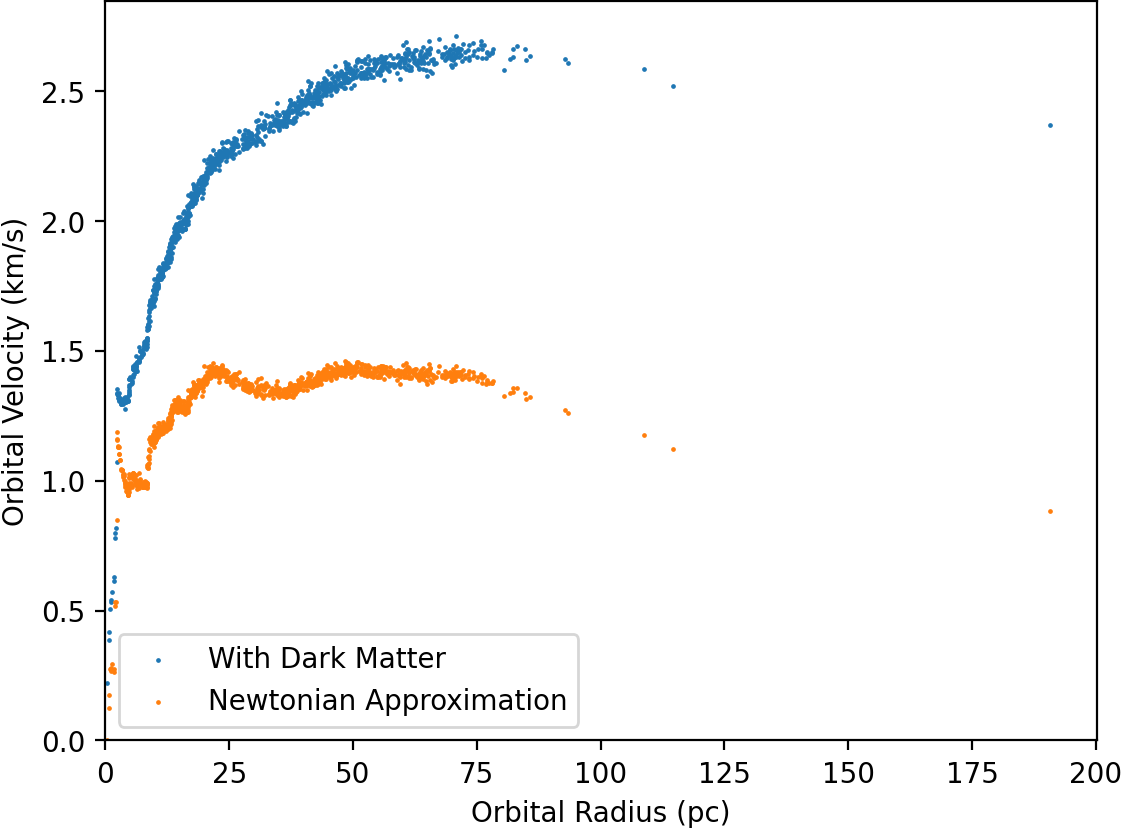 2.5
2.0
1.5
1.0
0.5
0.0
Orbital Velocity (km/s)
With Dark Matter
Newtonian Approximation
0 25 50 75 100 125 150 175 200
Orbital Radius (pc)